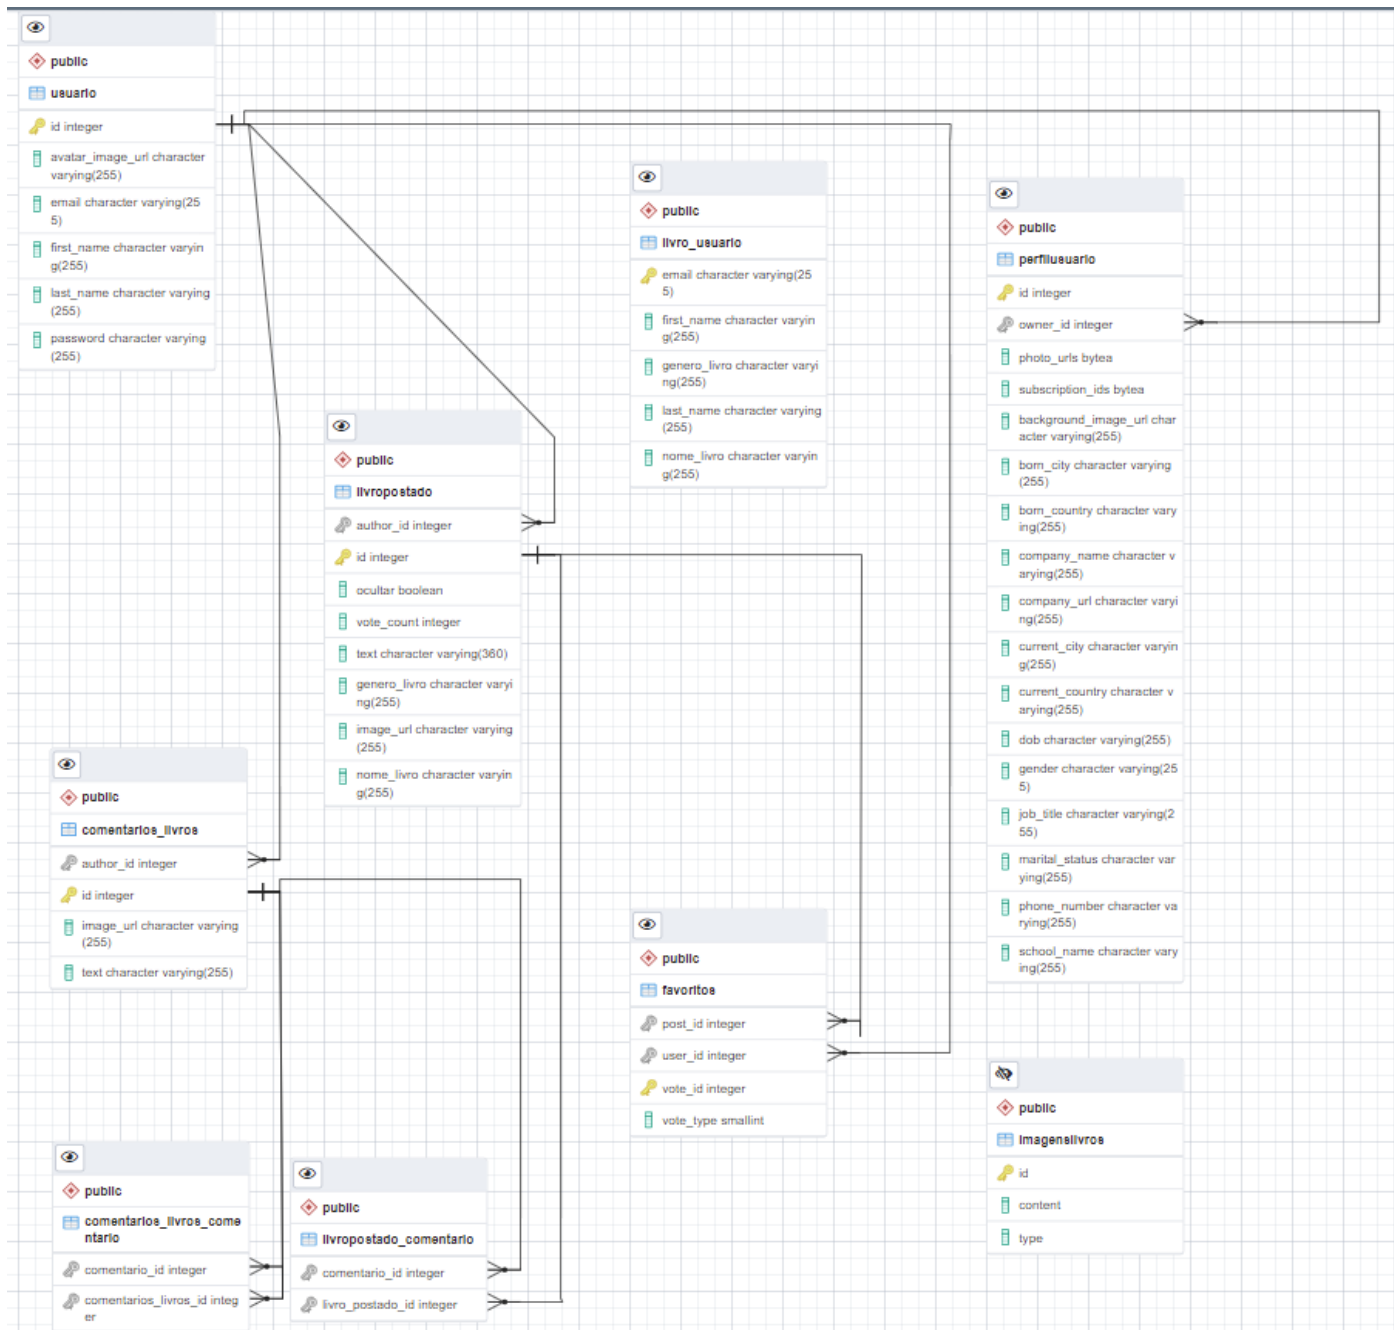 public
usuario
id integer
avatar_image_url character
varying(255)
email character varying(25
5)
first_name character varyin
g(255)
last_name character varying
(255)
password character varying
(255)
public
livro_usuario
email character varying(25
5)
first_name character varyin
g(255)
genero_livro character varyi
ng(255)
last_name character varying
(255)
nome_livro character varyin
g(255)
public
perfilusuario
id integer
owner_id integer
photo_urls bytea
subscription_ids bytea
background_image_url char
acter varying(255)
born_city character varying
(255)
born_country character vary
ing(255)
company_name character v
arying(255)
company_url character varyi
ng(255)
current_city character varyin
g(255)
current_country character v
arying(255)
dob character varying(255)
gender character varying(25
5)
job_title character varying(2
55)
marital_status character var
ying(255)
phone_number character va
rying(255)
school_name character vary
ing(255)
public
livropostado
author_id integer
id integer
ocultar boolean
vote_count integer
text character varying(360)
genero_livro character varyi
ng(255)
image_url character varying
(255)
nome_livro character varyin
g(255)
public
comentarios_livros
author_id integer
id integer
image_url character varying
(255)
text character varying(255)
public
favoritos
post_id integer
user_id integer
vote_id integer
vote_type smallint
public
imagenslivros
id
content
type
public
comentarios_livros_come
ntario
comentario_id integer
comentarios_livros_id integ
er
public
livropostado_comentario
comentario_id integer
livro_postado_id integer